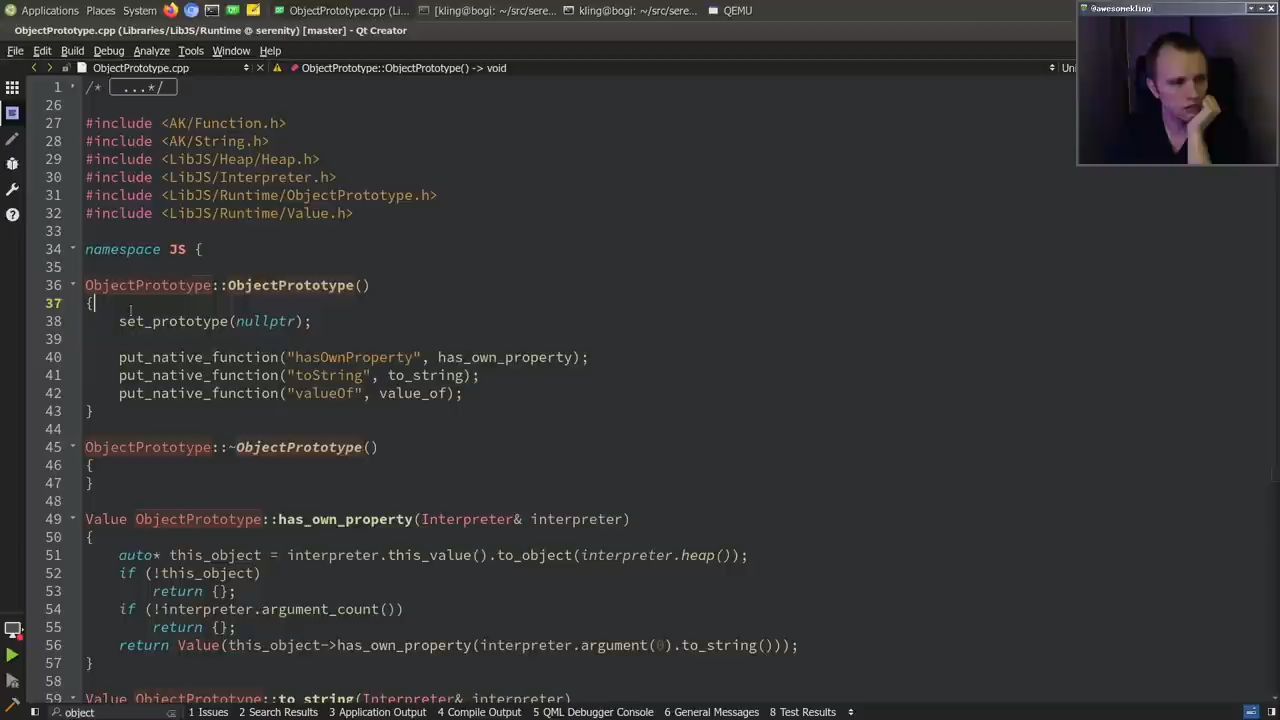 Applications Places System ObjectPrototype.cpp (Li... [kling@bogi: ~/src/sere... kling@bogi: ~/src/sere... QEMU
@awesomekling
ObjectPrototype.cpp (Libraries/LibJS/Runtime @ serenity) [master] - Qt Creator
File Edit Build Debug Analyze Tools Window Help
ObjectPrototype.cpp ObjectPrototype::ObjectPrototype() -> void
1 /* ...*/
26
27 #include <AK/Function.h>
28 #include <AK/String.h>
29 #include <LibJS/Heap/Heap.h>
30 #include <LibJS/Interpreter.h>
31 #include <LibJS/Runtime/ObjectPrototype.h>
32 #include <LibJS/Runtime/Value.h>
33
34 namespace JS {
35
36 ObjectPrototype::ObjectPrototype()
37 {
38 set_prototype(nullptr);
39
40 put_native_function("hasOwnProperty", has_own_property);
41 put_native_function("toString", to_string);
42 put_native_function("valueOf", value_of);
43 }
44
45 ObjectPrototype::~ObjectPrototype()
46 {
47 }
48
49 Value ObjectPrototype::has_own_property(Interpreter& interpreter)
50 {
51 auto* this_object = interpreter.this_value().to_object(interpreter.heap());
52 if (!this_object)
53 return {};
54 if (!interpreter.argument_count())
55 return {};
56 return Value(this_object->has_own_property(interpreter.argument(0).to_string()));
57 }
58
59 Value ObjectPrototype::to_string(Interpreter& interpreter)
object 1 Issues 2 Search Results 3 Application Output 4 Compile Output 5 QML Debugger Console 6 General Messages 8 Test Results